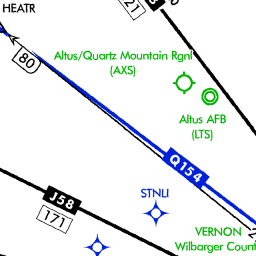 HEATR
21
80
Altus/Quartz Mountain Rgnl
(AXS)
Altus AFB
(LTS)
Q154
J58
171
STNLI
VERNON
Wilbarger Count